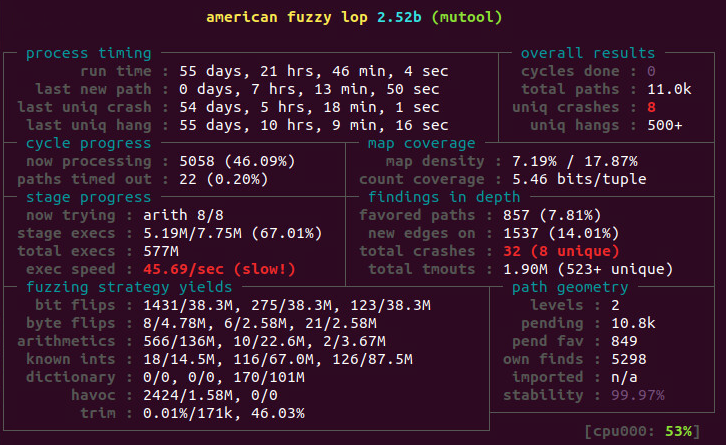 american fuzzy lop 2.52b (mutool)
process timing overall results
run time : 55 days, 21 hrs, 46 min, 4 sec cycles done : 0
last new path : 0 days, 7 hrs, 13 min, 50 sec total paths : 11.0k
last uniq crash : 54 days, 5 hrs, 18 min, 1 sec uniq crashes : 8
last uniq hang : 55 days, 10 hrs, 9 min, 16 sec uniq hangs : 500+
cycle progress map coverage
now processing : 5058 (46.09%) map density : 7.19% / 17.87%
paths timed out : 22 (0.20%) count coverage : 5.46 bits/tuple
stage progress findings in depth
now trying : arith 8/8 favored paths : 857 (7.81%)
stage execs : 5.19M/7.75M (67.01%) new edges on : 1537 (14.01%)
total execs : 577M total crashes : 32 (8 unique)
exec speed : 45.69/sec (slow!) total tmouts : 1.90M (523+ unique)
fuzzing strategy yields path geometry
bit flips : 1431/38.3M, 275/38.3M, 123/38.3M levels : 2
byte flips : 8/4.78M, 6/2.58M, 21/2.58M pending : 10.8k
arithmetics : 566/136M, 10/22.6M, 2/3.67M pend fav : 849
known ints : 18/14.5M, 116/67.0M, 126/87.5M own finds : 5298
dictionary : 0/0, 0/0, 170/101M imported : n/a
havoc : 2424/1.58M, 0/0 stability : 99.97%
trim : 0.01%/171k, 46.03%
[cpu000: 53%]